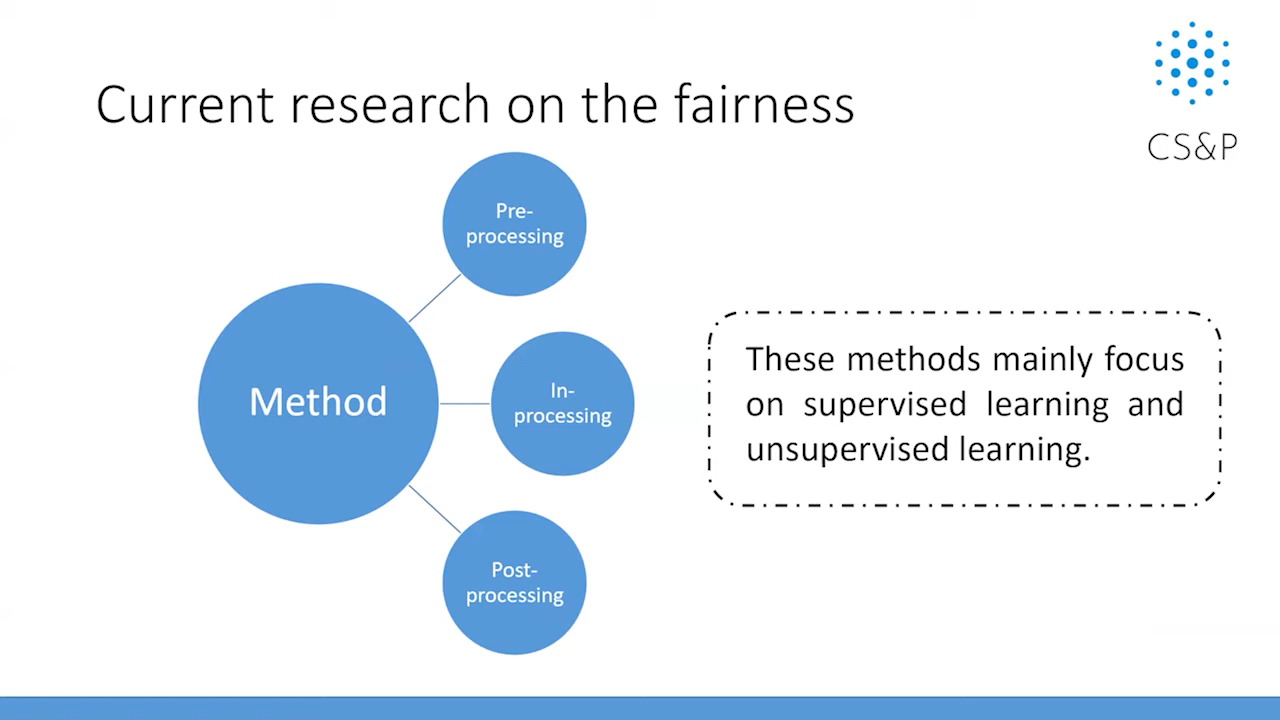 Current research on the fairness
CS&P
Pre-
processing
Method
In-
processing
Post-
processing
These methods mainly focus
on supervised learning and
unsupervised learning.